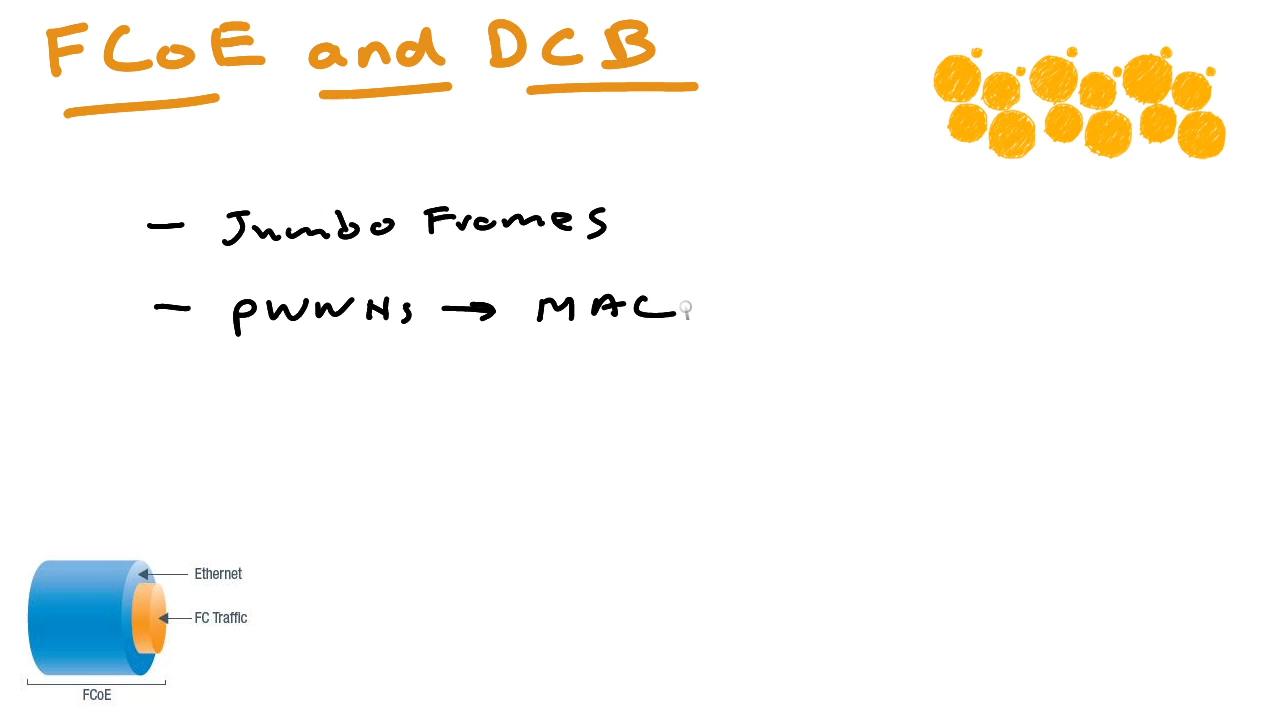 FCoE and DCB
- Jumbo Frames
- pWWNs → MAC
Ethernet
FC Traffic
FCoE